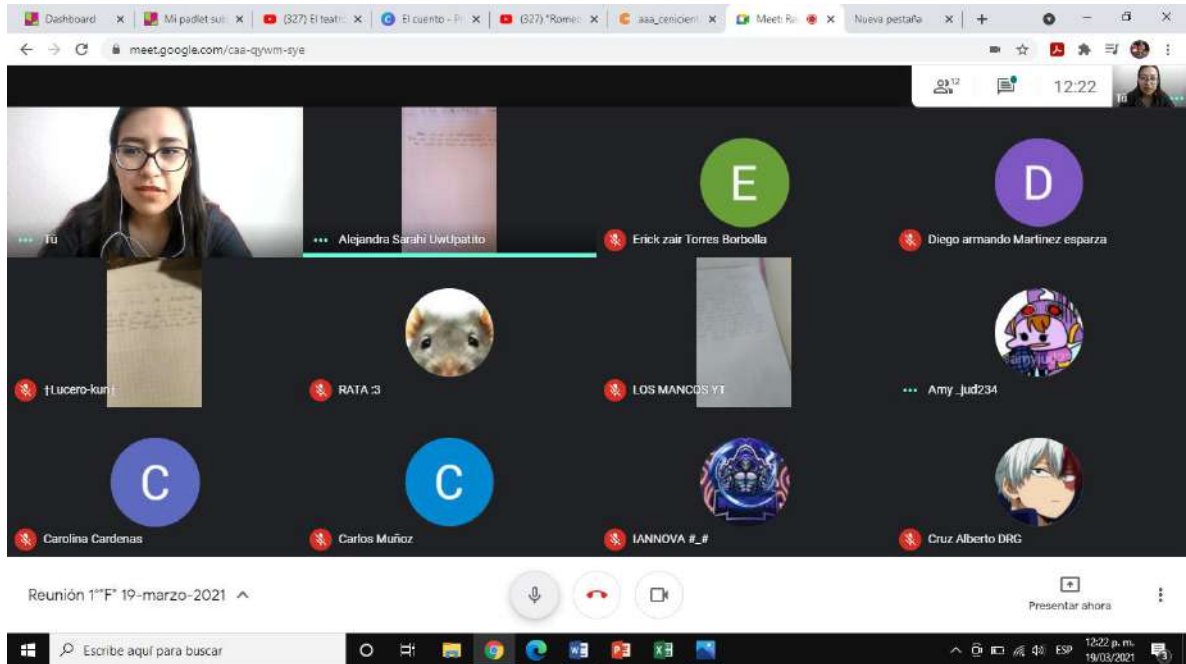 Dashboard
Mi padlet sub
(327) El teatr
El cuento - P
(327) "Rome
aaa_cenicien
Meet: Re
Nueva pestaña
meet.google.com/caa-qywm-sye
12
12:22
Tú
Tú
Alejandra Sarahi UwUpatito
E
Erick zair Torres Borbolla
D
Diego armando Martinez esparza
†Lucero-kun†
RATA :3
LOS MANCOS YT
Amy _jud234
C
Carolina Cardenas
C
Carlos Muñoz
IANNOVA #_#
Cruz Alberto DRG
Reunión 1°"F" 19-marzo-2021
Presentar ahora
Escribe aquí para buscar
ESP
12:22 p. m.
19/03/2021